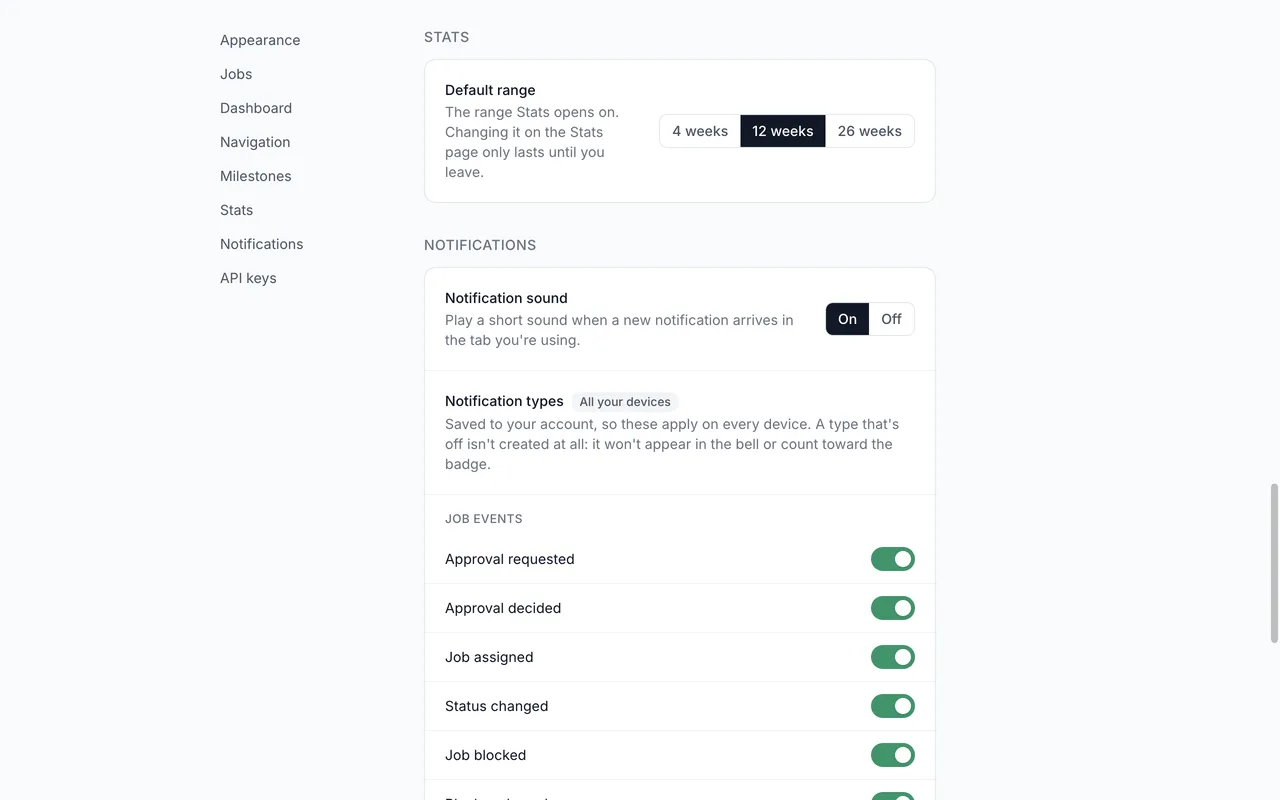 Appearance
Jobs
Dashboard
Navigation
Milestones
Stats
Notifications
API keys
STATS
Default range
The range Stats opens on.
Changing it on the Stats
page only lasts until you
leave.
4 weeks
12 weeks
26 weeks
NOTIFICATIONS
Notification sound
Play a short sound when a new notification arrives in
the tab you're using.
On
Off
Notification types
All your devices
Saved to your account, so these apply on every device. A type that's
off isn't created at all: it won't appear in the bell or count toward the
badge.
JOB EVENTS
Approval requested
Approval decided
Job assigned
Status changed
Job blocked